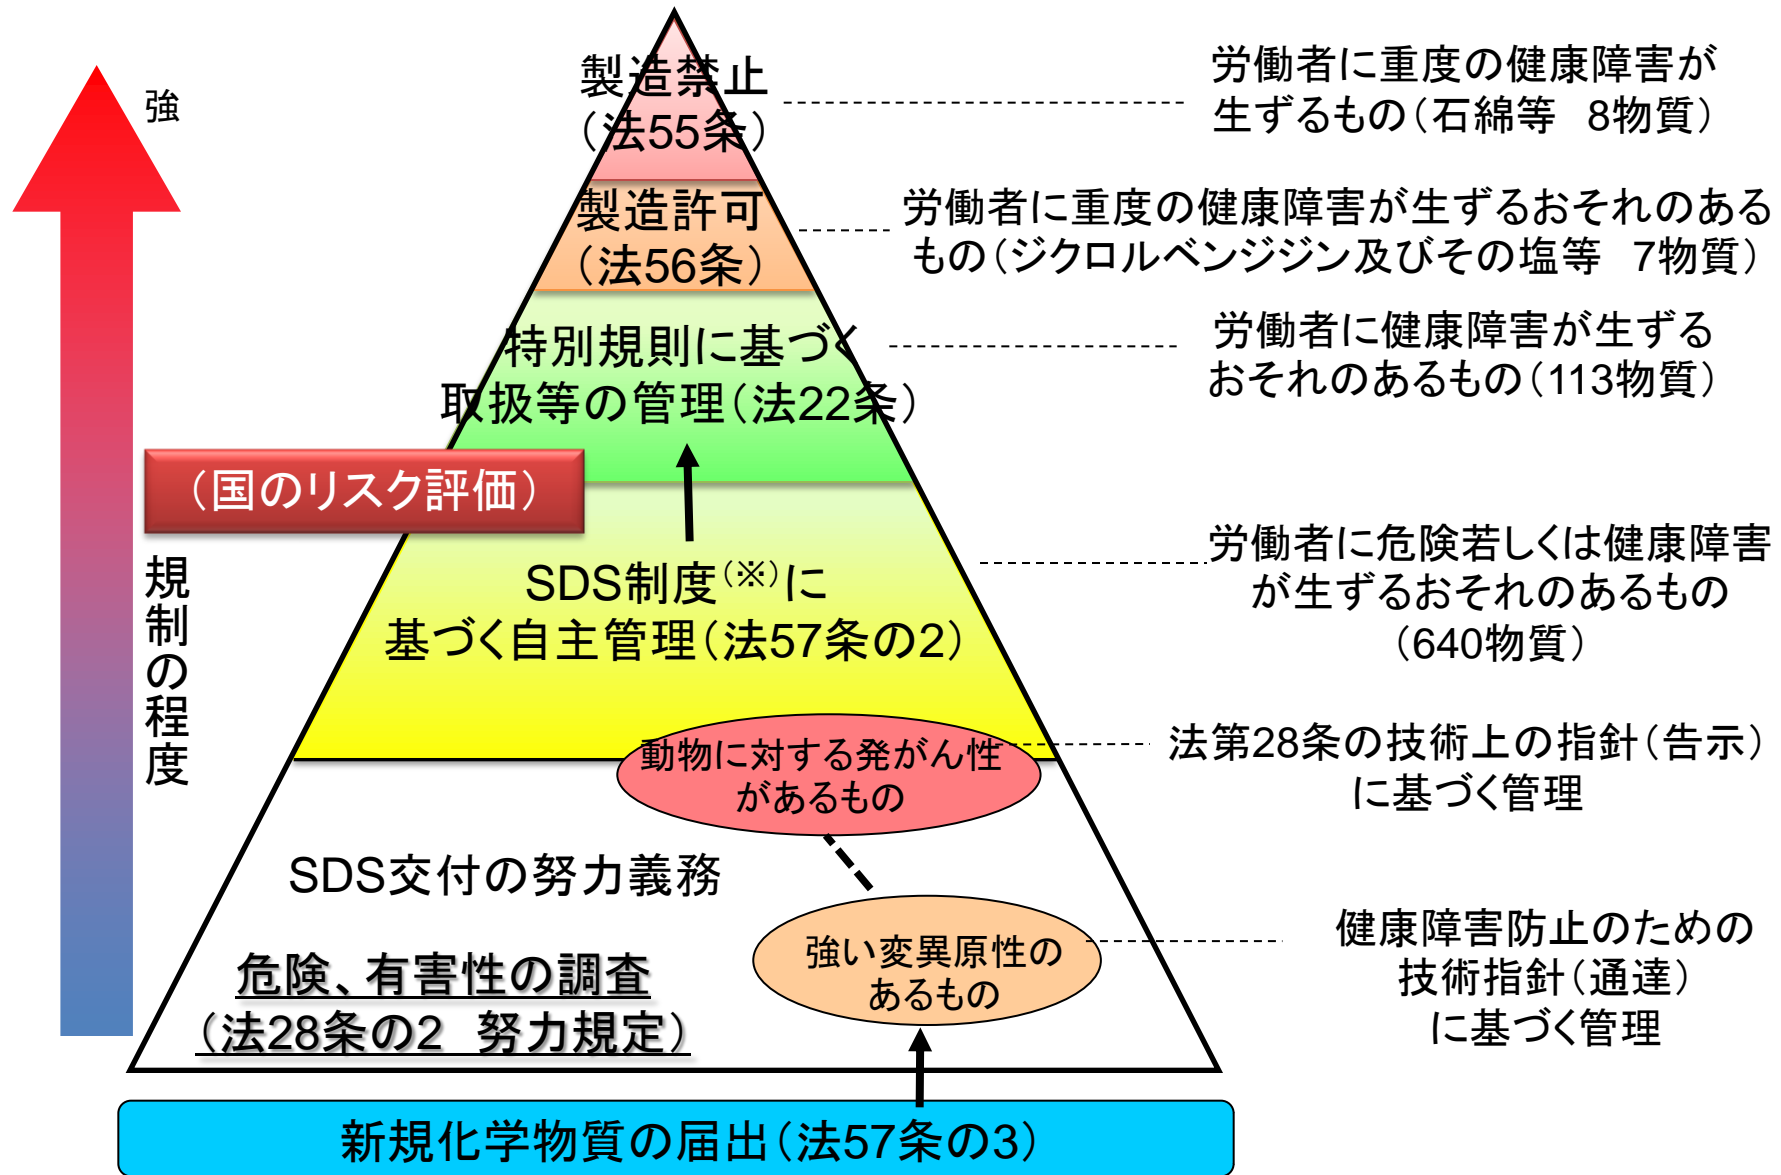 強
規制の程度
製造禁止
（法55条）
労働者に重度の健康障害が
生ずるもの（石綿等　8物質）
製造許可
（法56条）
労働者に重度の健康障害が生ずるおそれのある
もの（ジクロルベンジジン及びその塩等　7物質）
特別規則に基づく
取扱等の管理（法22条）
労働者に健康障害が生ずる
おそれのあるもの（113物質）
（国のリスク評価）
SDS制度（※）に
基づく自主管理（法57条の2）
労働者に危険若しくは健康障害
が生ずるおそれのあるもの
（640物質）
動物に対する発がん性
があるもの
法第28条の技術上の指針（告示）
に基づく管理
SDS交付の努力義務
強い変異原性の
あるもの
健康障害防止のための
技術指針（通達）
に基づく管理
危険、有害性の調査
（法28条の2　努力規定）
新規化学物質の届出（法57条の3）